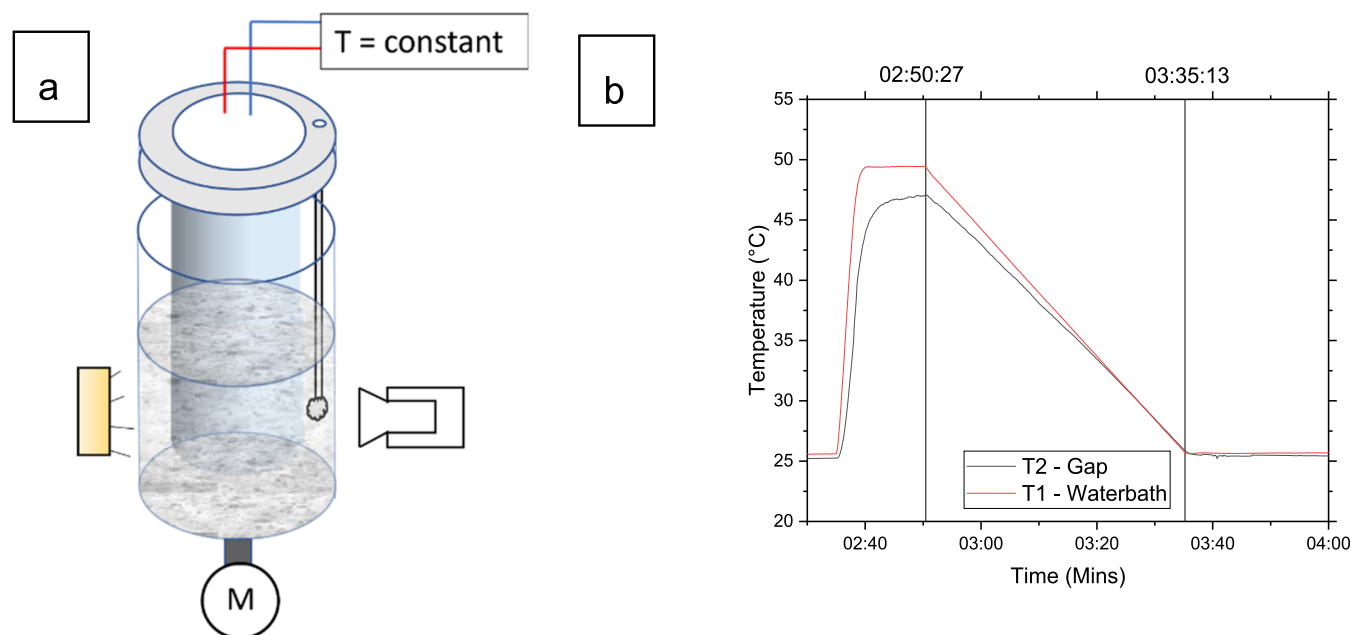 a
T = constant
M
b
02:50:27
03:35:13
55
50
45
40
35
30
25
20
Temperature (°C)
T2 - Gap
T1 - Waterbath
02:40
03:00
03:20
03:40
04:00
Time (Mins)